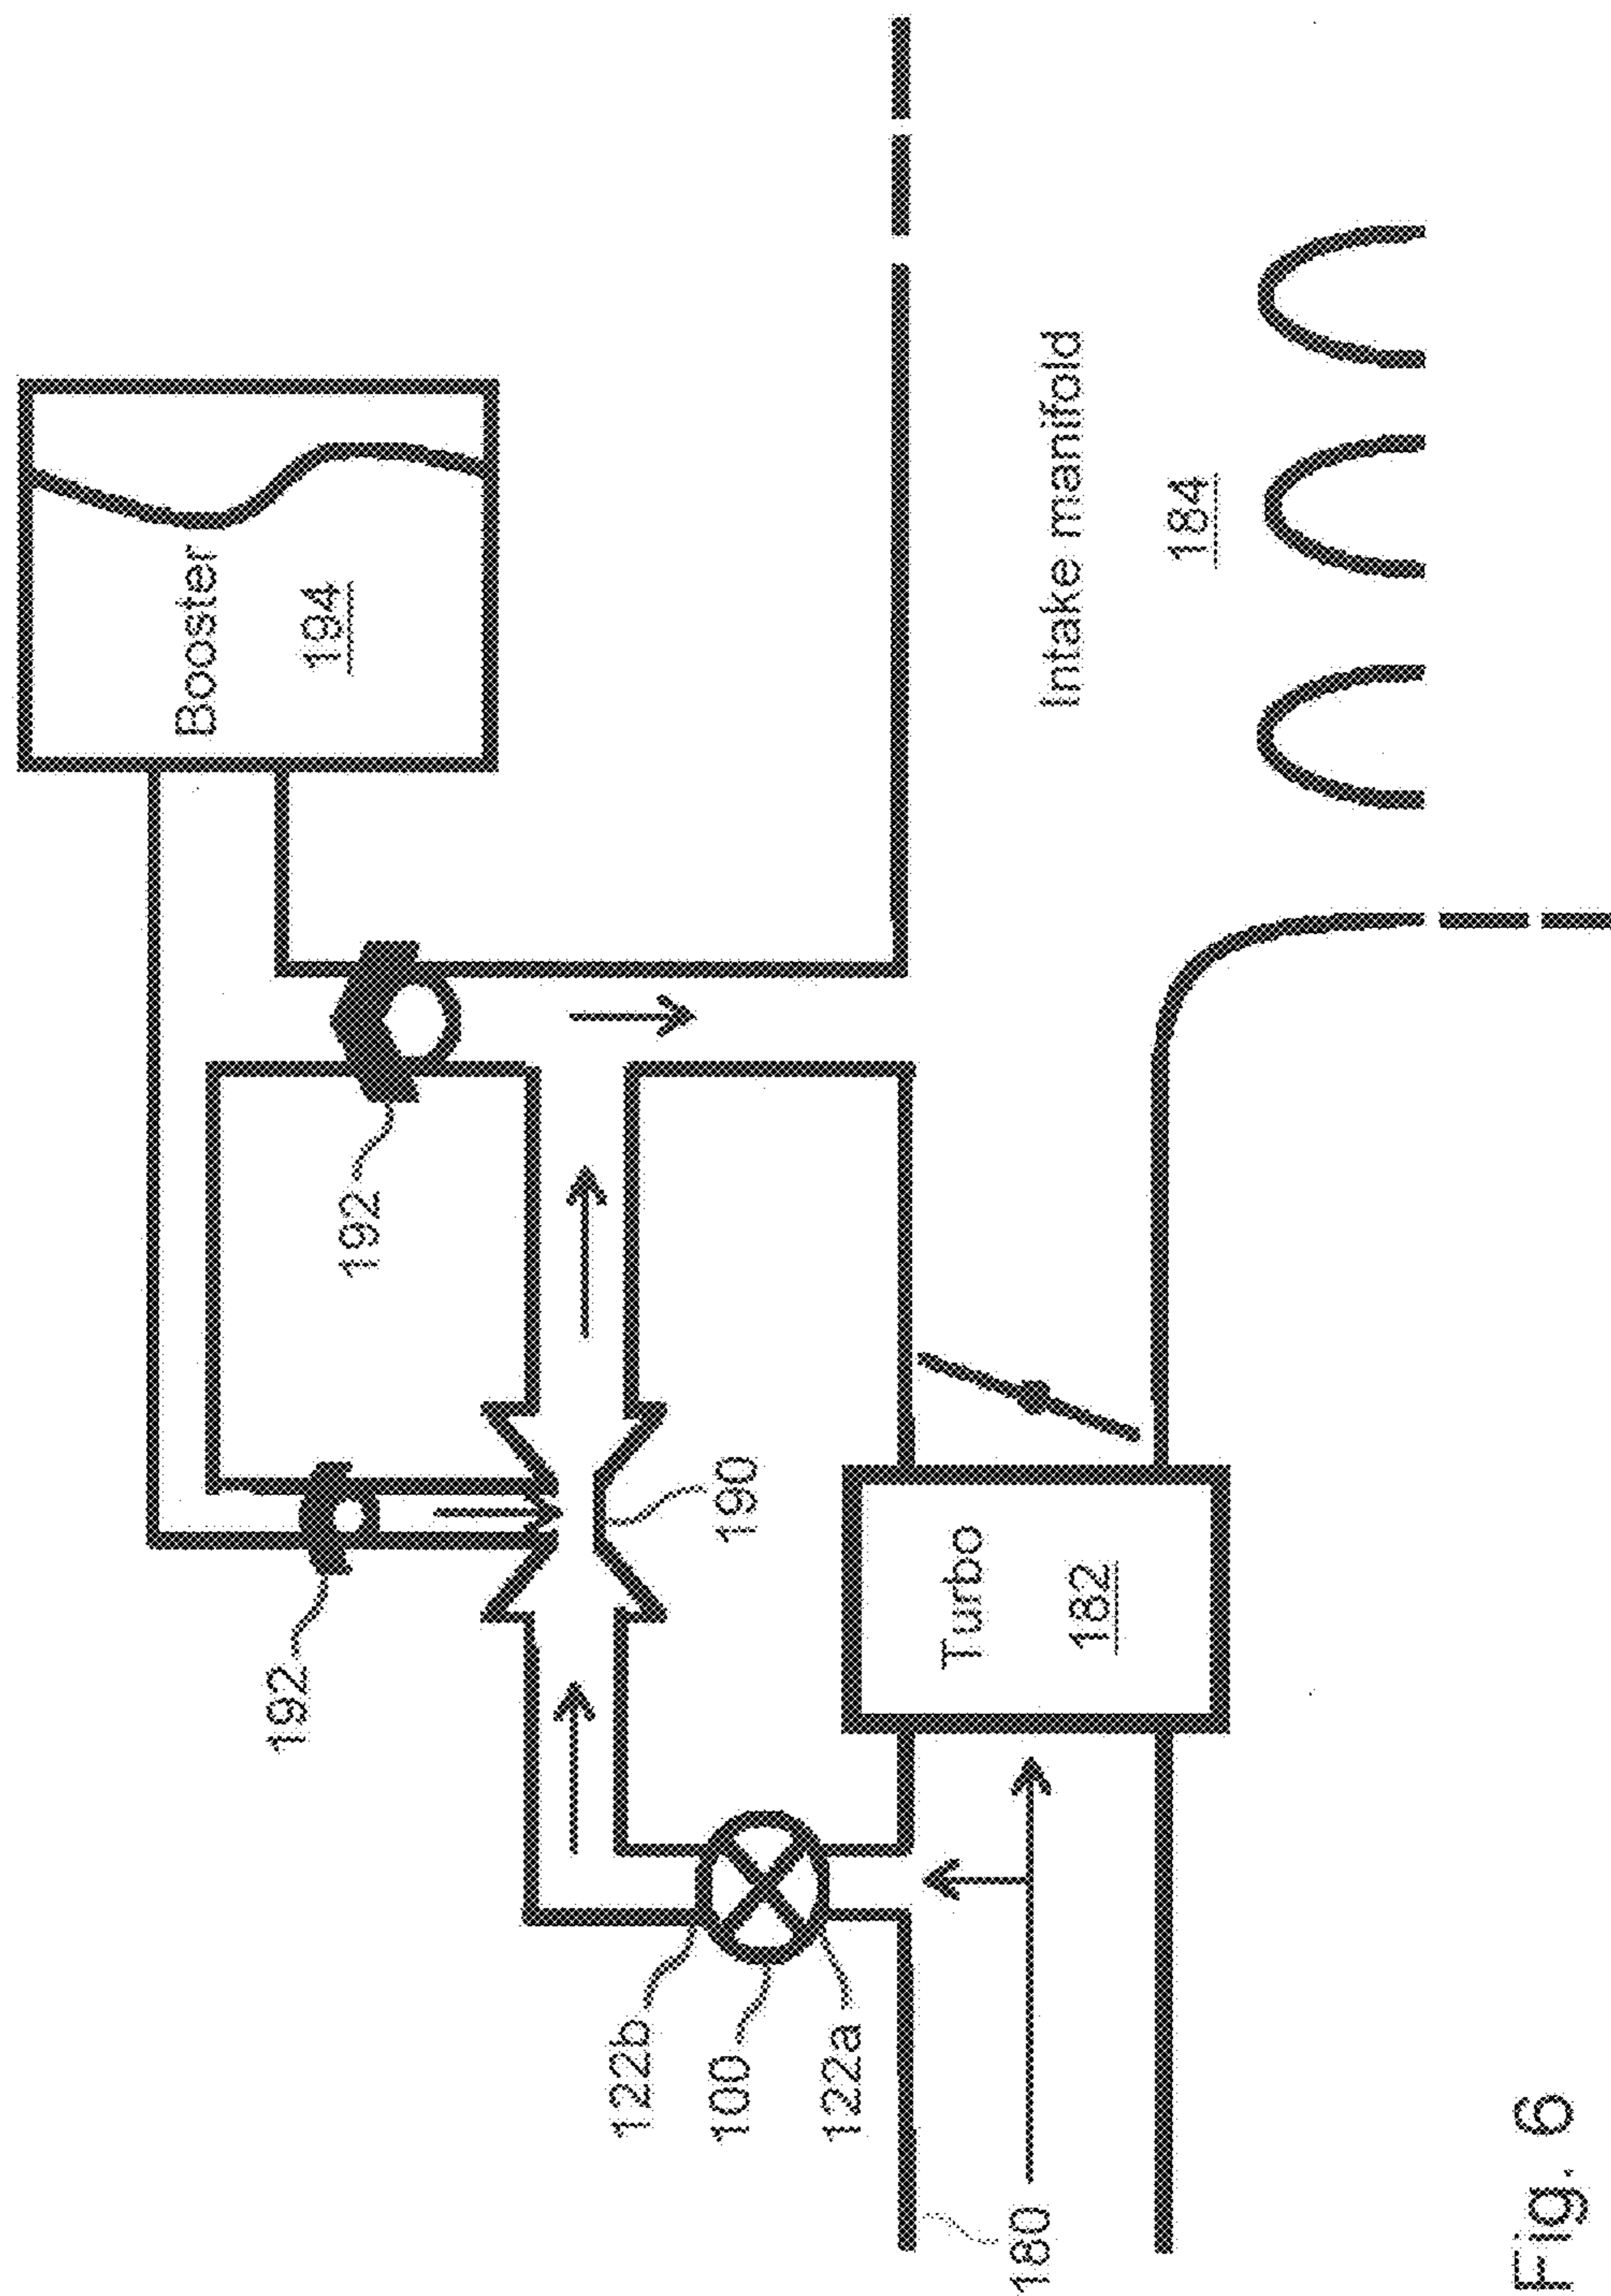 Booster
194
192
192
190
Intake manifold
184
122b
100
122a
Turbo
182
180
Fig. 6